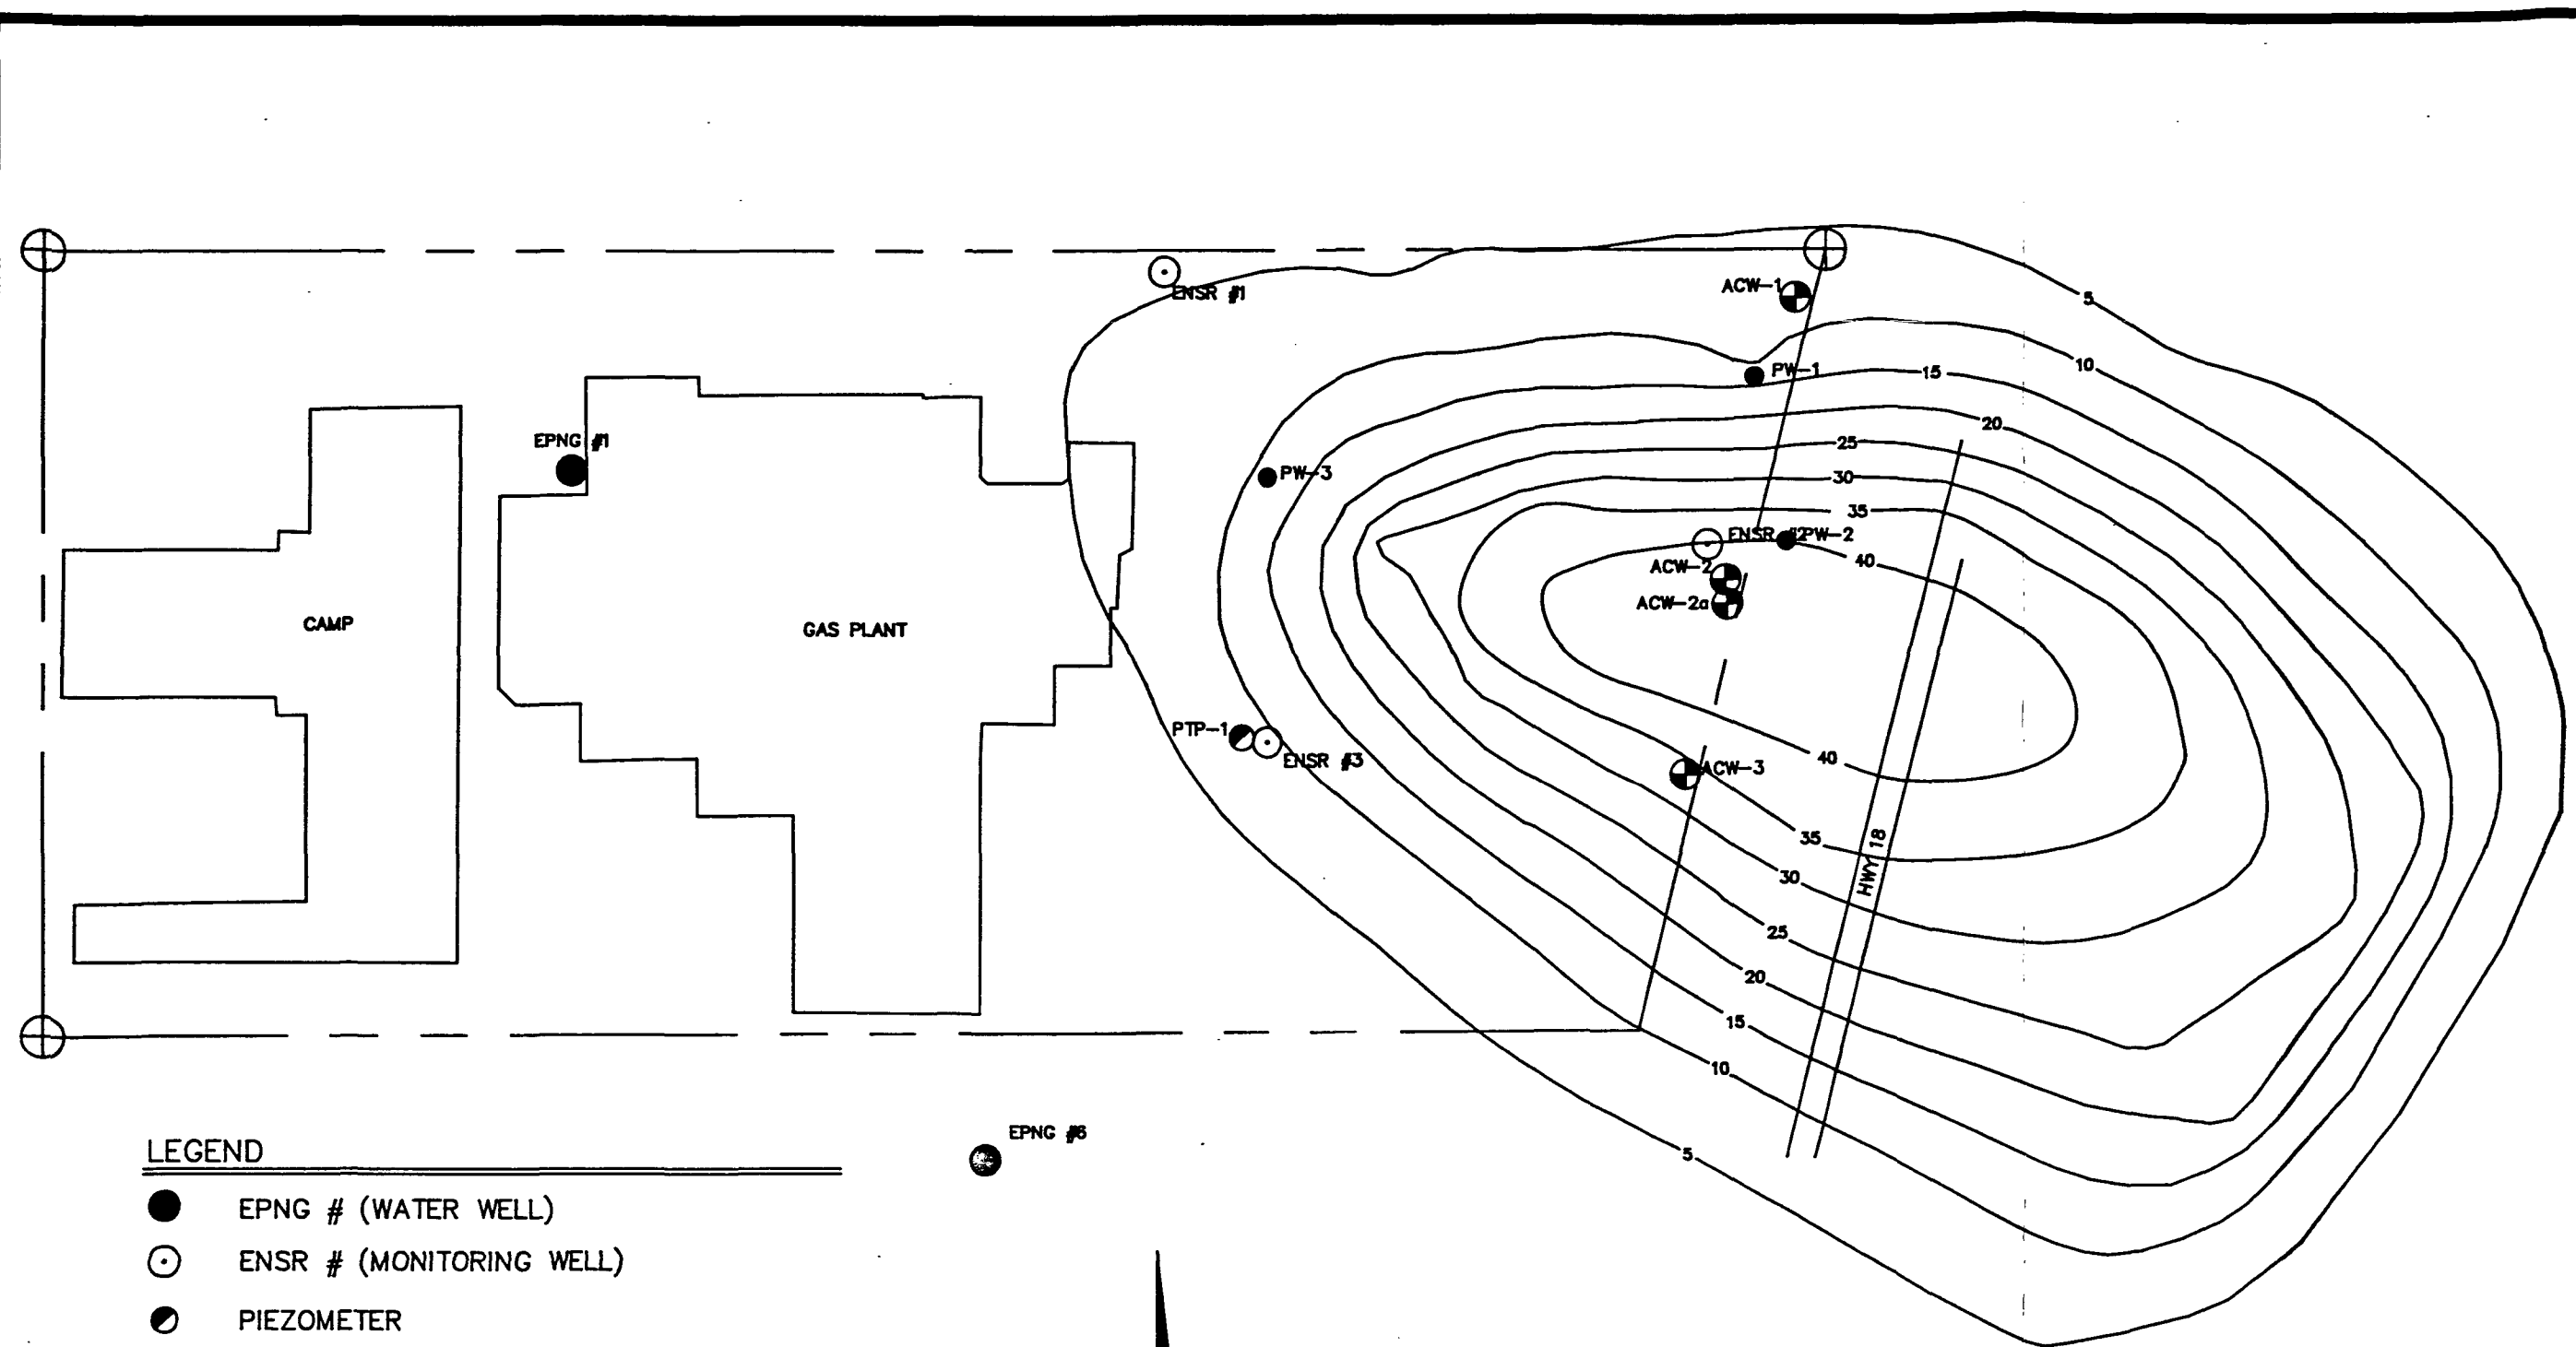 ENSR #1
ACW-1
5
10
PW-1
15
20
EPNG #1
25
PW-3
30
35
ENSR #2
PW-2
40
ACW-2
ACW-2a
CAMP
GAS PLANT
PTP-1
ENSR #3
40
ACW-3
35
HWY 18
30
25
20
15
10
5
EPNG #6
LEGEND
EPNG # (WATER WELL)
ENSR # (MONITORING WELL)
PIEZOMETER